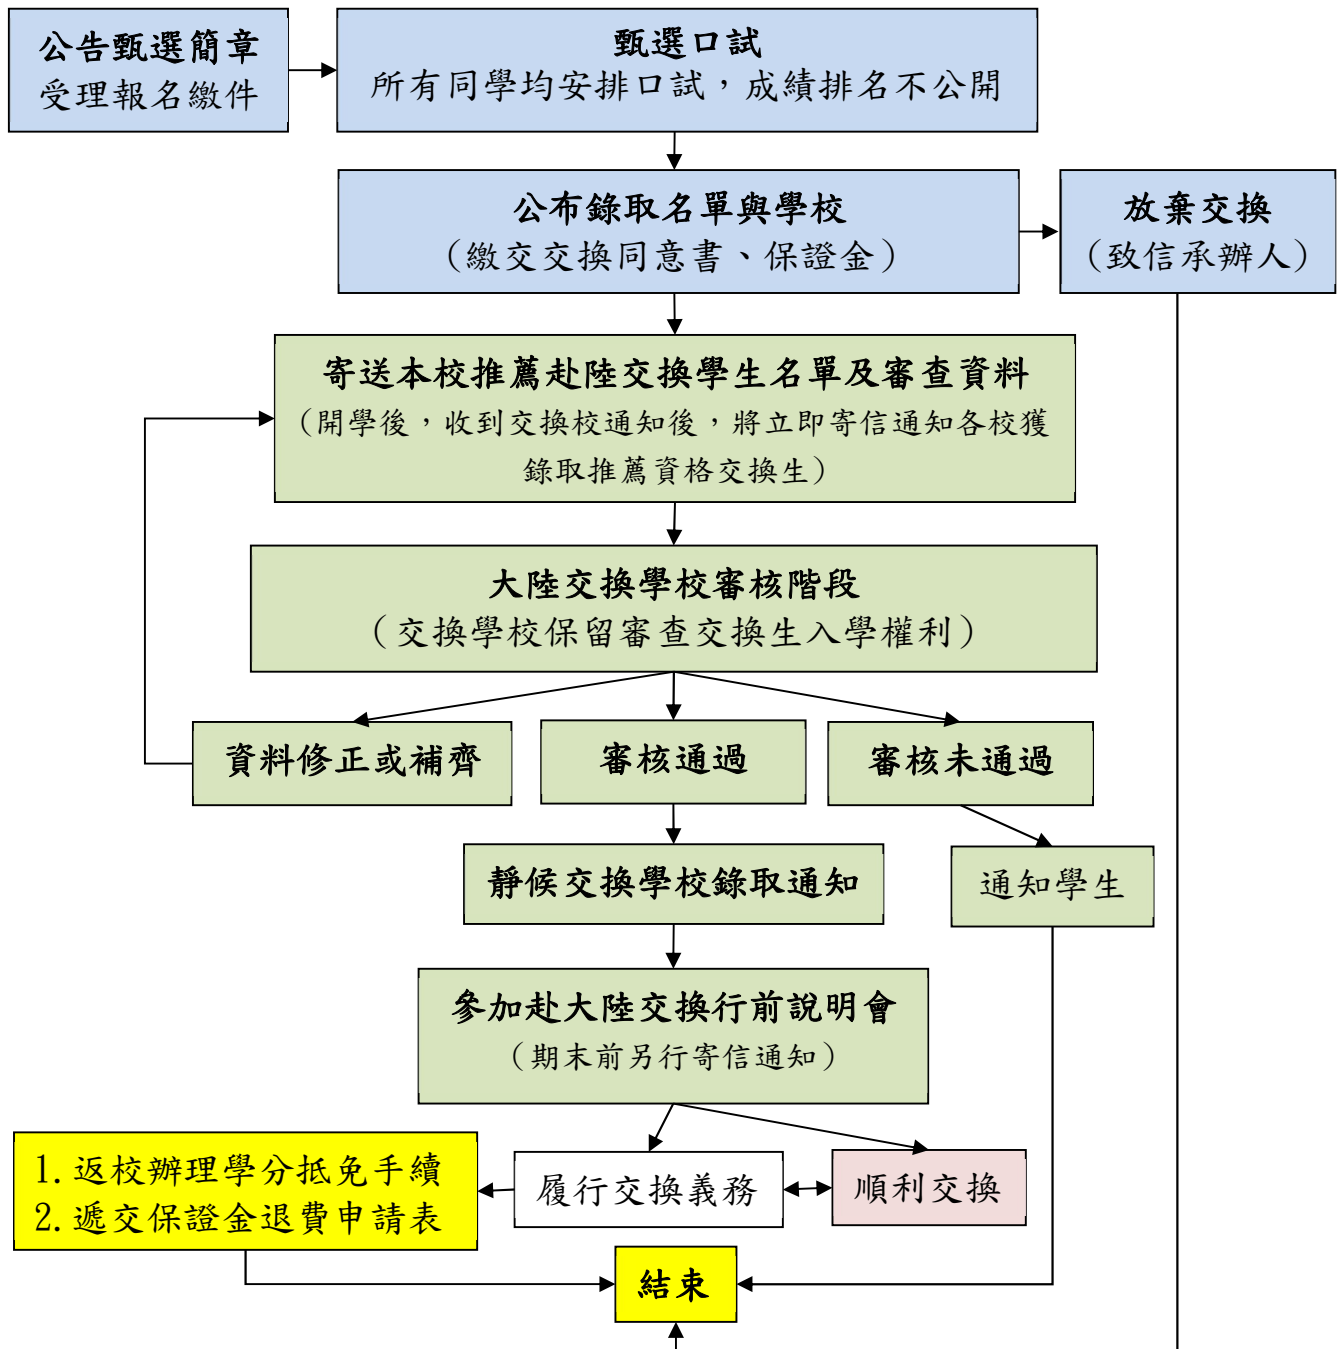 公告甄選簡章
受理報名繳件
甄選口試
所有同學均安排口試，成績排名不公開
公布錄取名單與學校
（繳交交換同意書、保證金）
放棄交換
（致信承辦人）
寄送本校推薦赴陸交換學生名單及審查資料
（開學後，收到交換校通知後，將立即寄信通知各校獲
錄取推薦資格交換生）
大陸交換學校審核階段
（交換學校保留審查交換生入學權利）
資料修正或補齊
審核通過
審核未通過
靜候交換學校錄取通知
通知學生
參加赴大陸交換行前說明會
（期末前另行寄信通知）
1. 返校辦理學分抵免手續
2. 遞交保證金退費申請表
履行交換義務
順利交換
結束